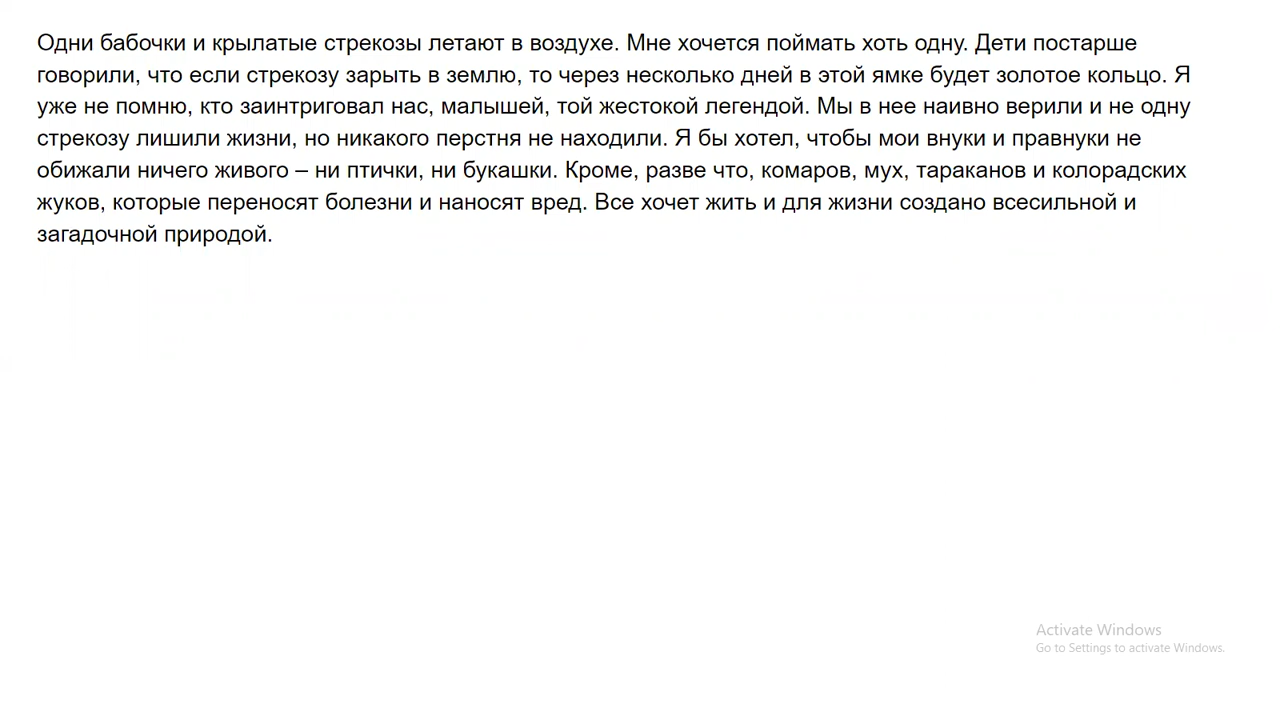 Одни бабочки и крылатые стрекозы летают в воздухе. Мне хочется поймать хоть одну. Дети постарше
говорили, что если стрекозу зарыть в землю, то через несколько дней в этой ямке будет золотое кольцо. Я
уже не помню, кто заинтриговал нас, малышей, той жестокой легендой. Мы в нее наивно верили и не одну
стрекозу лишили жизни, но никакого перстня не находили. Я бы хотел, чтобы мои внуки и правнуки не
обижали ничего живого – ни птички, ни букашки. Кроме, разве что, комаров, мух, тараканов и колорадских
жуков, которые переносят болезни и наносят вред. Все хочет жить и для жизни создано всесильной и
загадочной природой.
Activate Windows
Go to Settings to activate Windows.